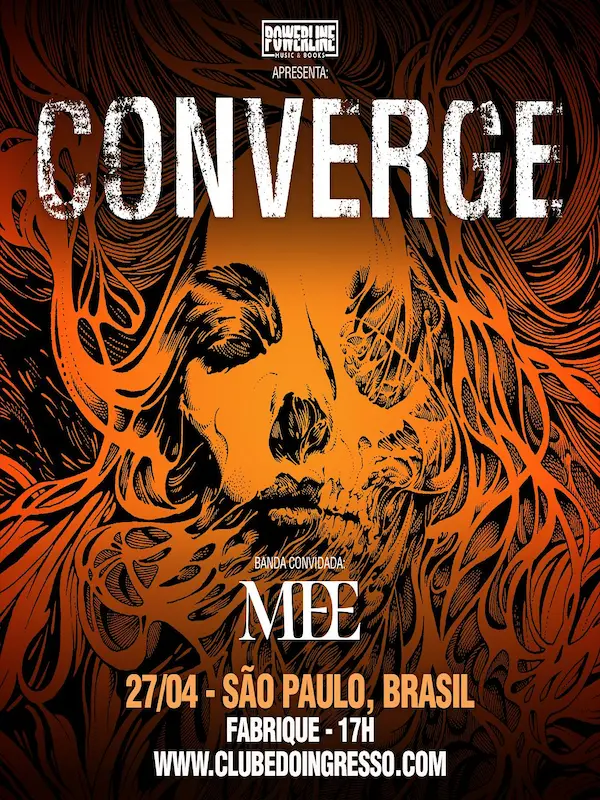 POWERLINE
MUSIC & BOOKS
APRESENTA:
CONVERGE
BANDA CONVIDADA:
MEE
27/04 - SÃO PAULO, BRASIL
FABRIQUE - 17H
WWW.CLUBEDOINGRESSO.COM